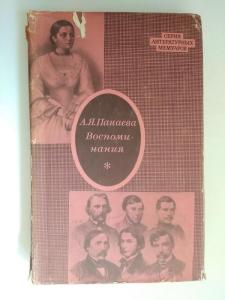 СЕРИЯ
ЛИТЕРАТУРНЫХ
МЕМУАРОВ
А.Я.Панаева
Воспоми-
нания
*